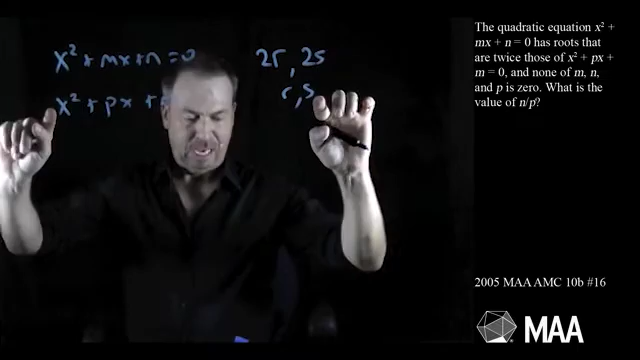 x² + mx + n = 0 2r, 2s
x² + px + r, s
The quadratic equation x² +
mx + n = 0 has roots that
are twice those of x² + px +
m = 0, and none of m, n,
and p is zero. What is the
value of n/p?
2005 MAA AMC 10b #16
MAA